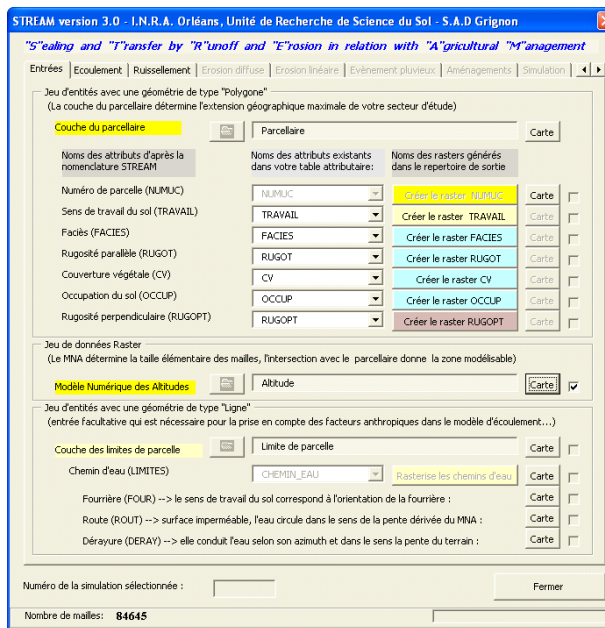 STREAM version 3.0 - I.N.R.A. Orléans, Unité de Recherche de Science du Sol - S.A.D Grignon
"S"ealing and "T"ransfer by "R"unoff and "E"rosion in relation with "A"gricultural "M"anagement
Entrées Ecoulement Ruissellement Erosion diffuse Erosion linéaire Evènement pluvieux Aménagements Simulation
Jeu d'entités avec une géométrie de type "Polygone"
(La couche du parcellaire détermine l'extension géographique maximale de votre secteur d'étude)
Couche du parcellaire Parcellaire Carte
Noms des attributs d'après la nomenclature STREAM
Noms des attributs existants dans votre table attributaire:
Noms des rasters générés dans le repertoire de sortie
Numéro de parcelle (NUMUC) NUMUC Créer le raster NUMUC Carte
Sens de travail du sol (TRAVAIL) TRAVAIL Créer le raster TRAVAIL Carte
Faciès (FACIES) FACIES Créer le raster FACIES Carte
Rugosité parallèle (RUGOT) RUGOT Créer le raster RUGOT Carte
Couverture végétale (CV) CV Créer le raster CV Carte
Occupation du sol (OCCUP) OCCUP Créer le raster OCCUP Carte
Rugosité perpendiculaire (RUGOPT) RUGOPT Créer le raster RUGOPT Carte
Jeu de données Raster
(Le MNA détermine la taille élémentaire des mailles, l'intersection avec le parcellaire donne la zone modélisable)
Modèle Numérique des Altitudes Altitude Carte
Jeu d'entités avec une géométrie de type "Ligne"
(entrée facultative qui est nécessaire pour la prise en compte des facteurs anthropiques dans le modèle d'écoulement...)
Couche des limites de parcelle Limite de parcelle Carte
Chemin d'eau (LIMITES) CHEMIN_EAU Rasterise les chemins d'eau Carte
Fourrière (FOUR) --> le sens de travail du sol correspond à l'orientation de la fourrière : Carte
Route (ROUT) --> surface imperméable, l'eau circule dans le sens de la pente dérivée du MNA : Carte
Dérayure (DERAY) --> elle conduit l'eau selon son azimuth et dans le sens la pente du terrain : Carte
Numéro de la simulation sélectionnée : Fermer
Nombre de mailles: 84645